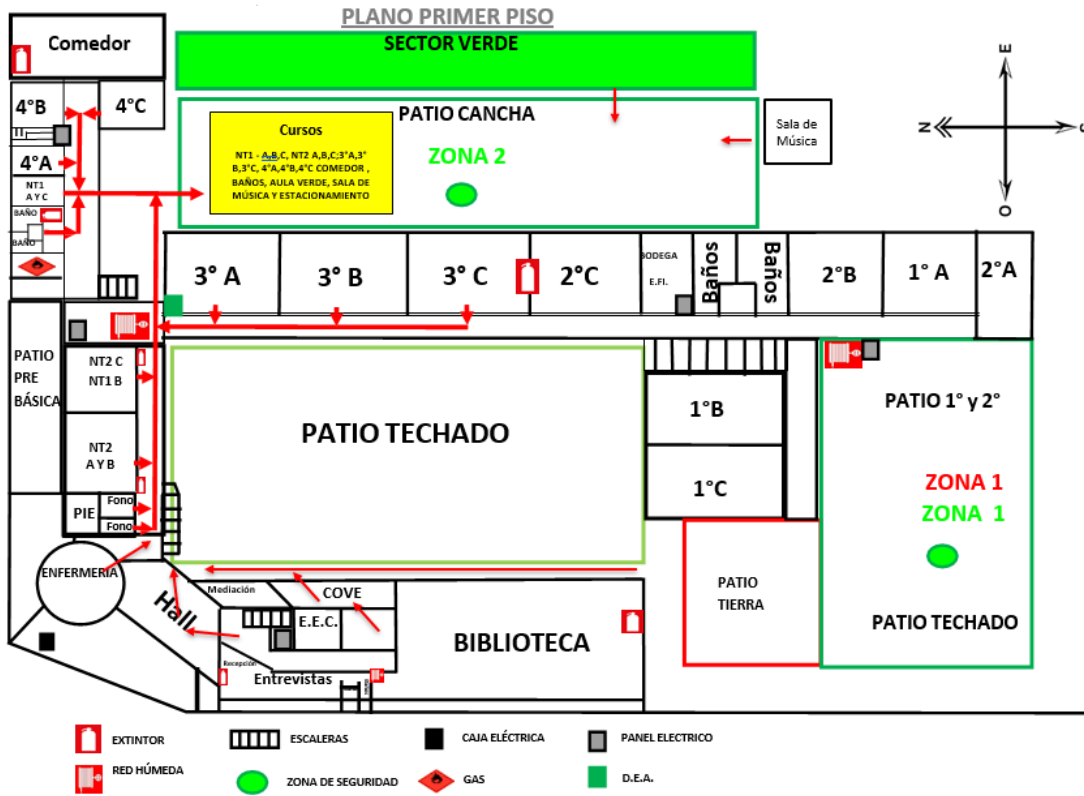 PLANO PRIMER PISO
Comedor
SECTOR VERDE
E
N
S
O
4°B
4°C
PATIO CANCHA
Sala de
Música
Cursos
NT1 - A,B,C, NT2 A,B,C;3°A,3°
B,3°C, 4°A,4°B,4°C COMEDOR ,
BAÑOS, AULA VERDE, SALA DE
MÚSICA Y ESTACIONAMIENTO
ZONA 2
4°A
NT1
A Y C
BAÑO
BAÑO
3° A
3° B
3° C
2°C
BODEGA
E.FI.
Baños
Baños
2°B
1° A
2°A
PATIO
PRE
BÁSICA
NT2 C
NT1 B
NT2
A Y B
PIE
Fono
Fono
PATIO TECHADO
1°B
1°C
PATIO 1° y 2°
ZONA 1
ZONA 1
PATIO TECHADO
PATIO
TIERRA
ENFERMERIA
Hall
Mediación
COVE
E.E.C.
BIBLIOTECA
Recepción
Entrevistas
EXTINTOR
ESCALERAS
CAJA ELÉCTRICA
PANEL ELECTRICO
RED HÚMEDA
ZONA DE SEGURIDAD
GAS
D.E.A.